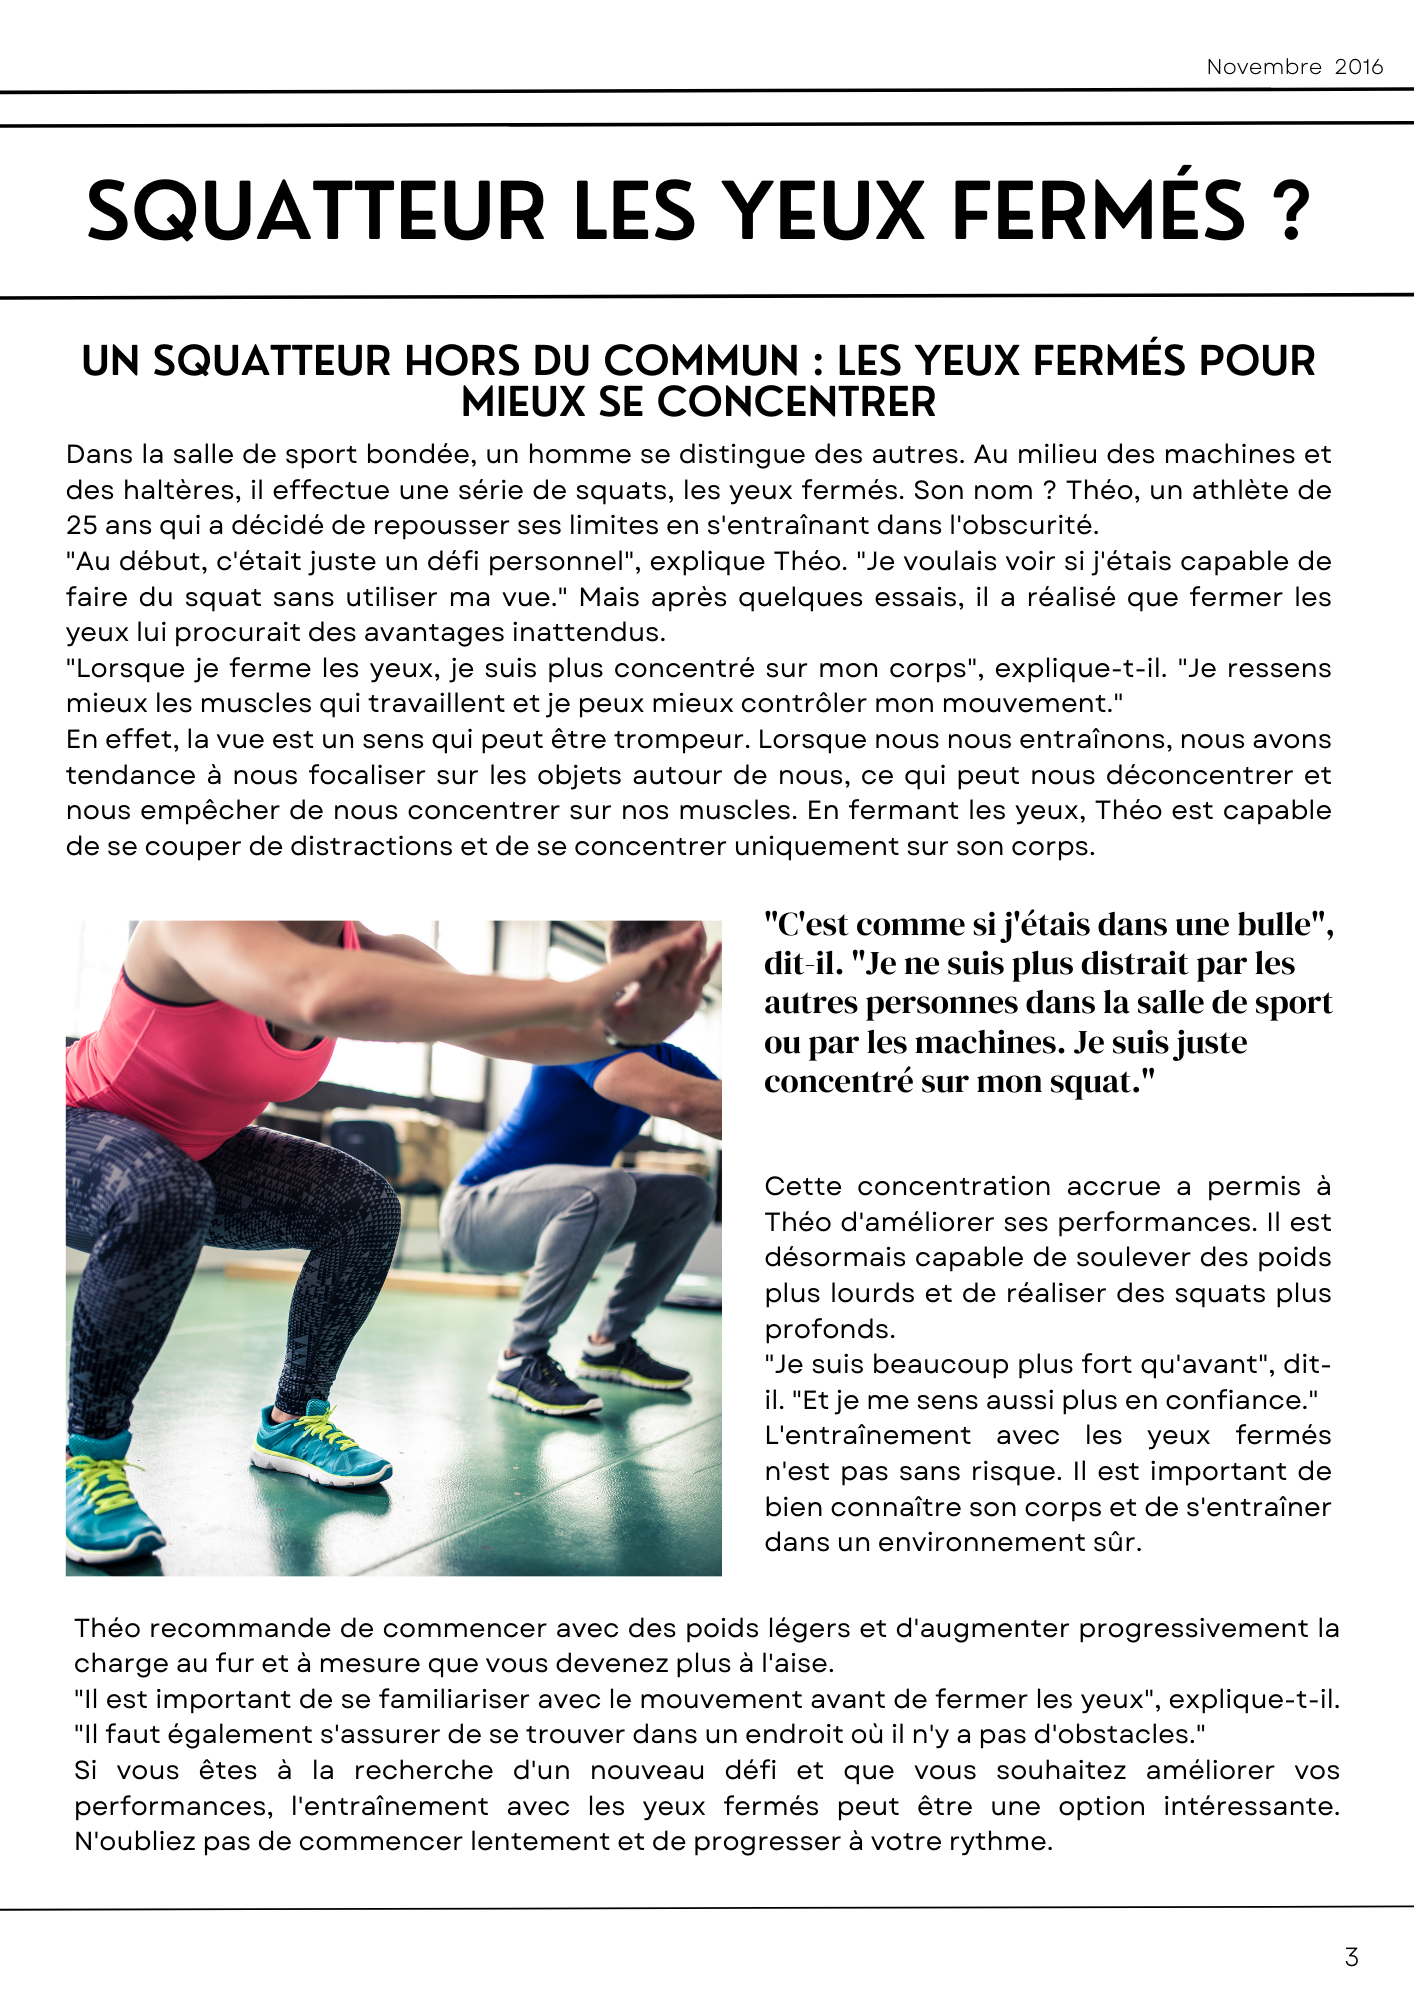 Novembre 2016
SQUATTEUR LES YEUX FERMÉS ?
UN SQUATTEUR HORS DU COMMUN : LES YEUX FERMÉS POUR
MIEUX SE CONCENTRER
Dans la salle de sport bondée, un homme se distingue des autres. Au milieu des machines et
des haltères, il effectue une série de squats, les yeux fermés. Son nom ? Théo, un athlète de
25 ans qui a décidé de repousser ses limites en s'entraînant dans l'obscurité.
"Au début, c'était juste un défi personnel", explique Théo. "Je voulais voir si j'étais capable de
faire du squat sans utiliser ma vue." Mais après quelques essais, il a réalisé que fermer les
yeux lui procurait des avantages inattendus.
"Lorsque je ferme les yeux, je suis plus concentré sur mon corps", explique-t-il. "Je ressens
mieux les muscles qui travaillent et je peux mieux contrôler mon mouvement."
En effet, la vue est un sens qui peut être trompeur. Lorsque nous nous entraînons, nous avons
tendance à nous focaliser sur les objets autour de nous, ce qui peut nous déconcentrer et
nous empêcher de nous concentrer sur nos muscles. En fermant les yeux, Théo est capable
de se couper de distractions et de se concentrer uniquement sur son corps.
"C'est comme si j'étais dans une bulle",
dit-il. "Je ne suis plus distrait par les
autres personnes dans la salle de sport
ou par les machines. Je suis juste
concentré sur mon squat."
Cette concentration accrue a permis à
Théo d'améliorer ses performances. Il est
désormais capable de soulever des poids
plus lourds et de réaliser des squats plus
profonds.
"Je suis beaucoup plus fort qu'avant", dit-
il. "Et je me sens aussi plus en confiance."
L'entraînement avec les yeux fermés
n'est pas sans risque. Il est important de
bien connaître son corps et de s'entraîner
dans un environnement sûr.
Théo recommande de commencer avec des poids légers et d'augmenter progressivement la
charge au fur et à mesure que vous devenez plus à l'aise.
"Il est important de se familiariser avec le mouvement avant de fermer les yeux", explique-t-il.
"Il faut également s'assurer de se trouver dans un endroit où il n'y a pas d'obstacles."
Si vous êtes à la recherche d'un nouveau défi et que vous souhaitez améliorer vos
performances, l'entraînement avec les yeux fermés peut être une option intéressante.
N'oubliez pas de commencer lentement et de progresser à votre rythme.
3